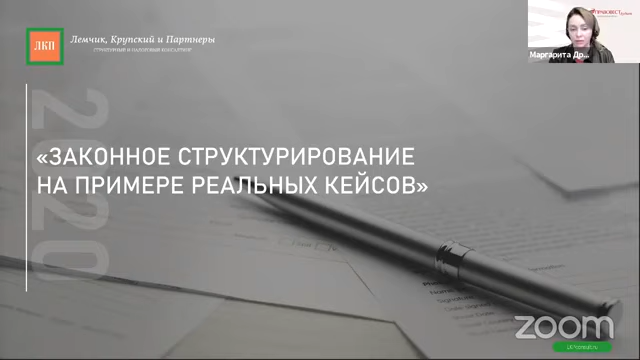 ЛКП
Лемчик, Крупский и Партнеры
СТРУКТУРНЫЙ И НАЛОГОВЫЙ КОНСАЛТИНГ
2020
«ЗАКОННОЕ СТРУКТУРИРОВАНИЕ
НА ПРИМЕРЕ РЕАЛЬНЫХ КЕЙСОВ»
Маргарита Др...
zoom